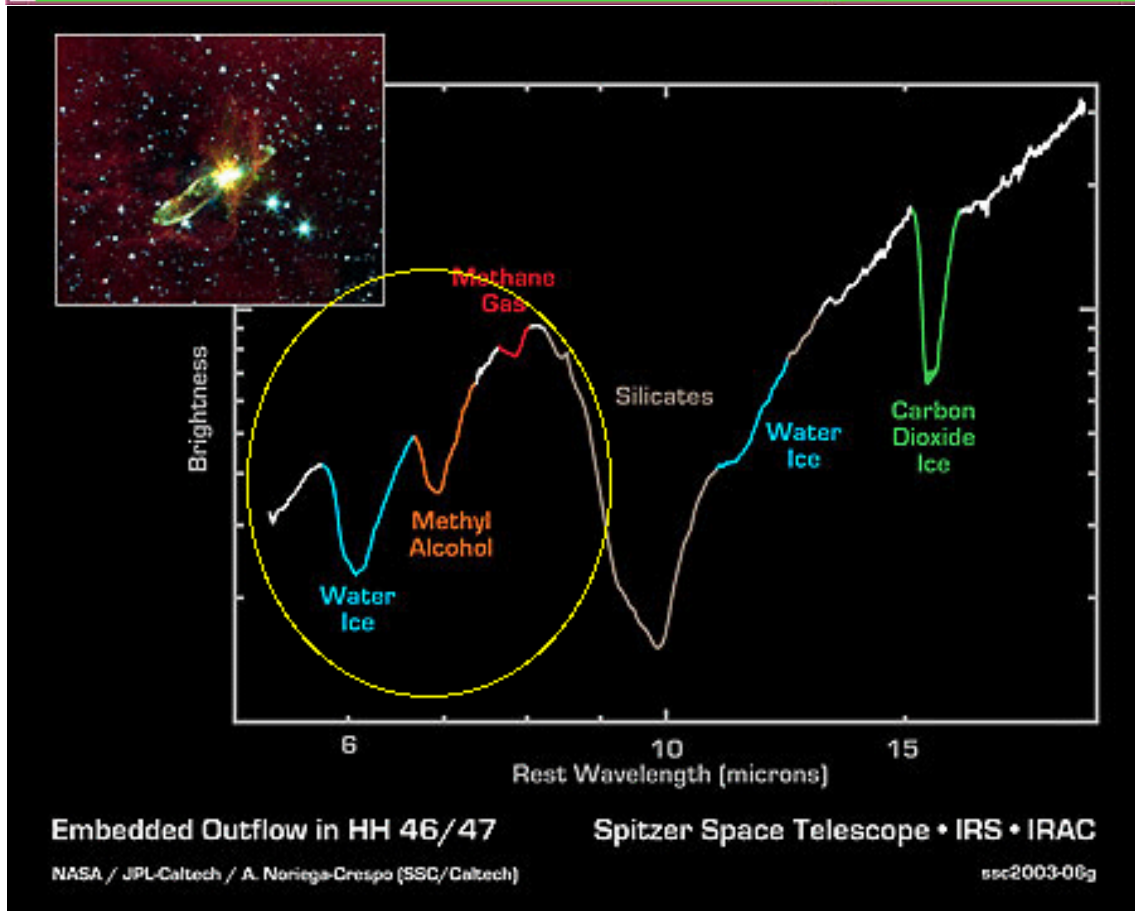 Methane
Gas
Brightness
Silicates
Water
Ice
Carbon
Dioxide
Ice
Methyl
Alcohol
Water
Ice
6
10
15
Rest Wavelength (microns)
Embedded Outflow in HH 46/47
Spitzer Space Telescope • IRS • IRAC
NASA / JPL-Caltech / A. Noriega-Crespo (SSC/Caltech)
ssc2003-06g